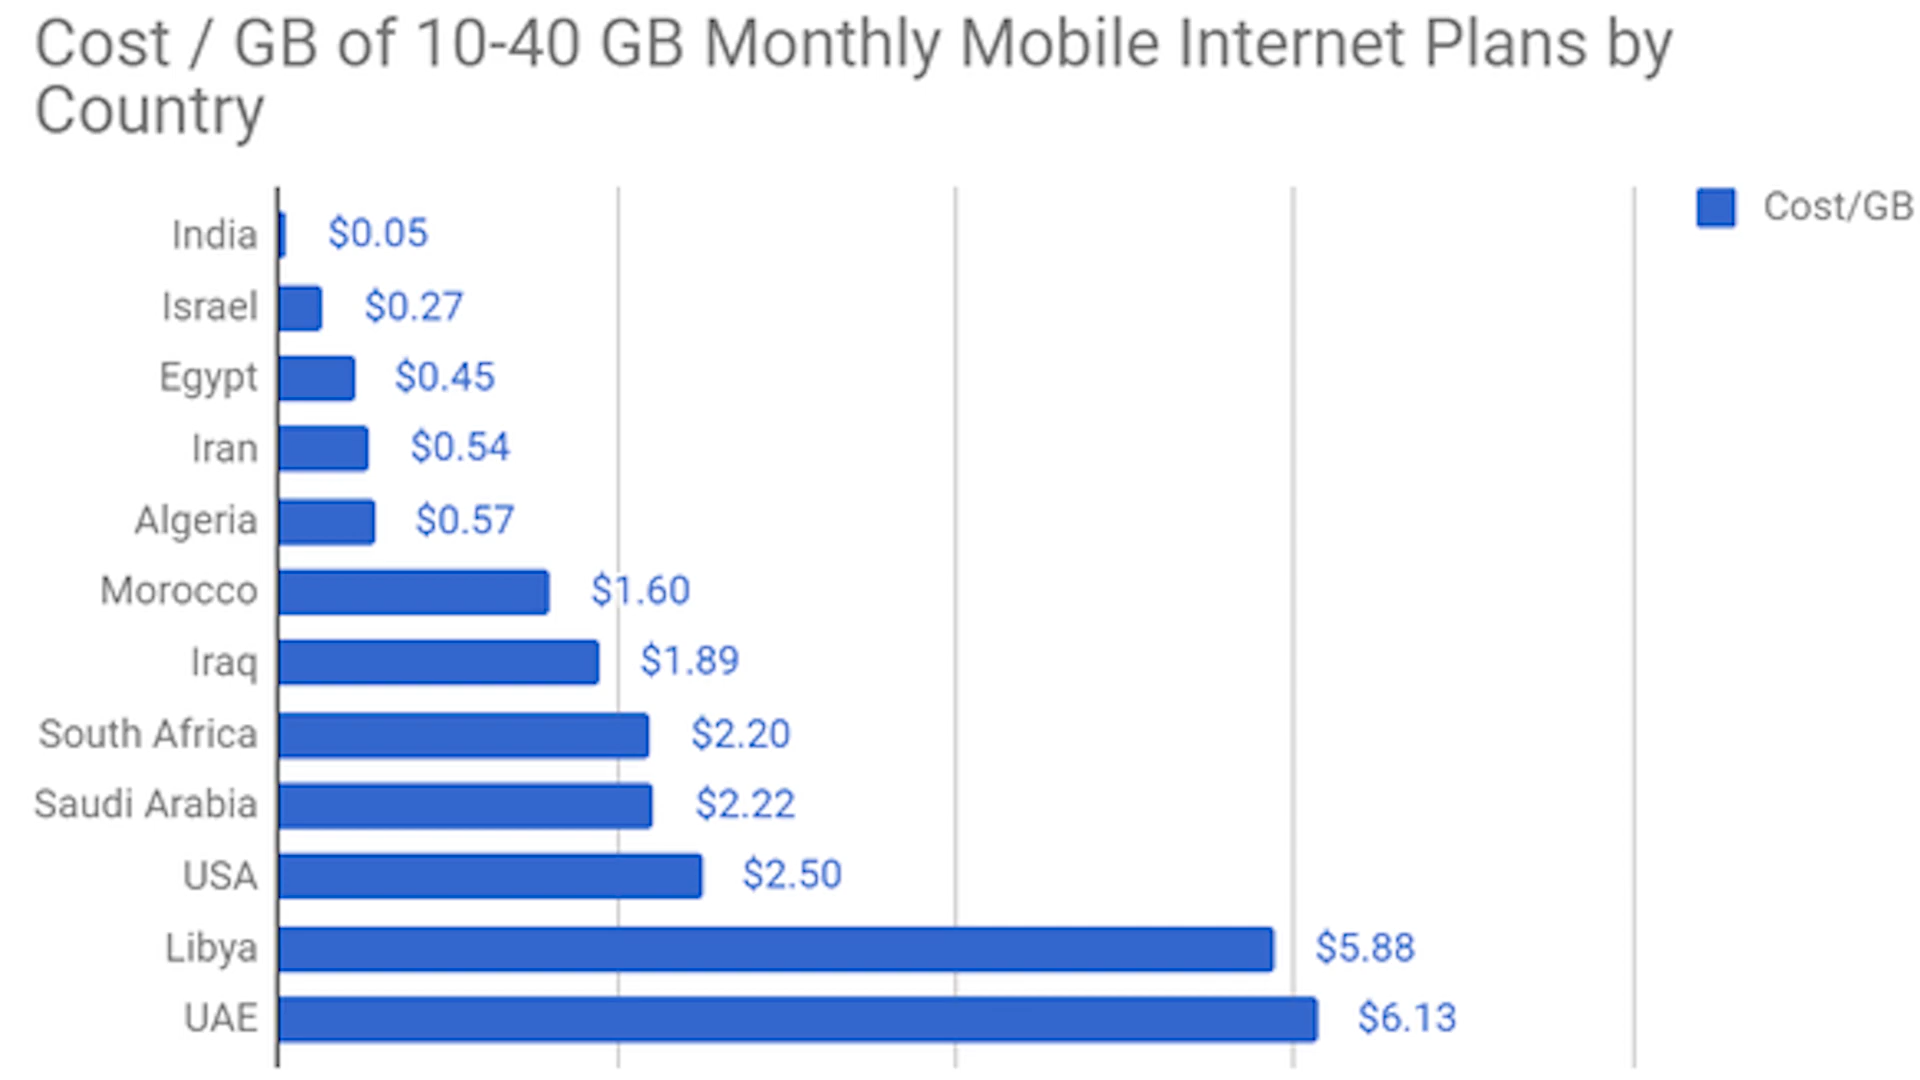 Cost / GB of 10-40 GB Monthly Mobile Internet Plans by
Country
Cost/GB
India $0.05
Israel $0.27
Egypt $0.45
Iran $0.54
Algeria $0.57
Morocco $1.60
Iraq $1.89
South Africa $2.20
Saudi Arabia $2.22
USA $2.50
Libya $5.88
UAE $6.13